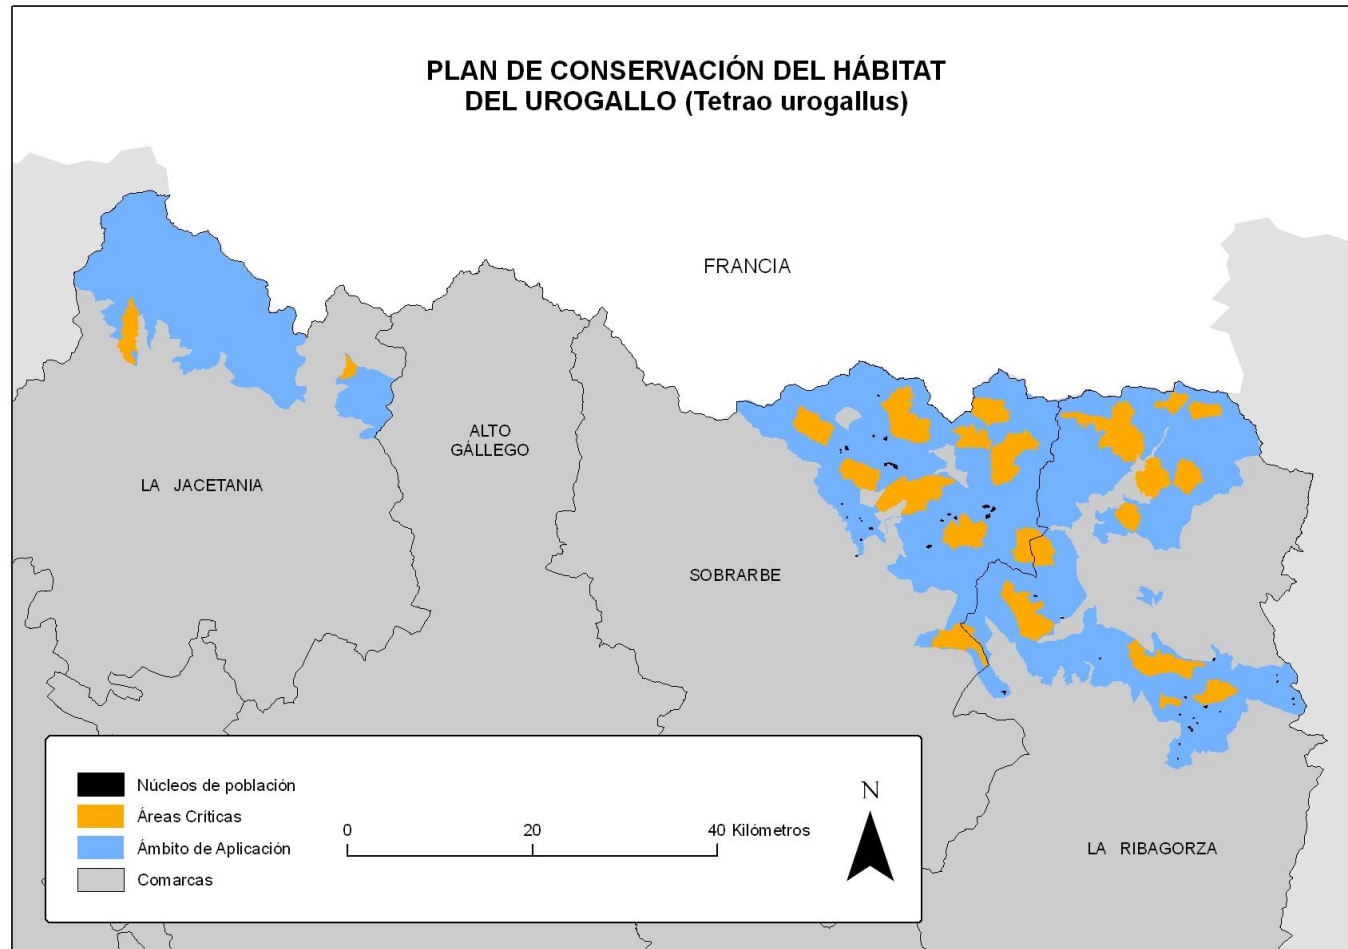 PLAN DE CONSERVACIÓN DEL HÁBITAT
DEL UROGALLO (Tetrao urogallus)
FRANCIA
ALTO
GÁLLEGO
LA JACETANIA
SOBRARBE
LA RIBAGORZA
Núcleos de población
Áreas Críticas
Ámbito de Aplicación
Comarcas
0 20 40 Kilómetros
N